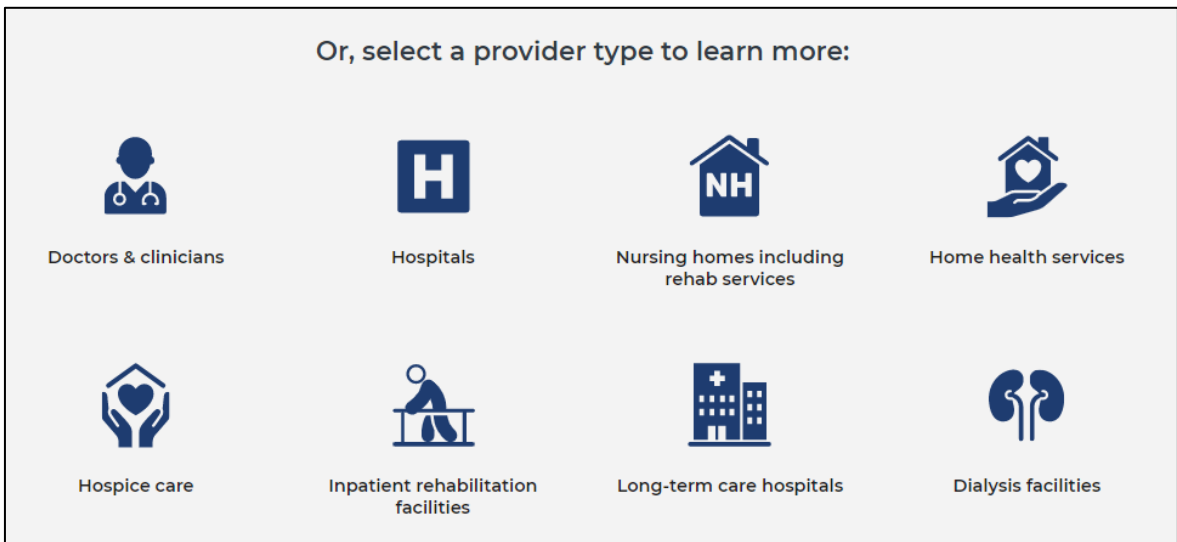 Or, select a provider type to learn more:
H
NH
Doctors & clinicians
Hospitals
Nursing homes including
rehab services
Home health services
Hospice care
Inpatient rehabilitation
facilities
Long-term care hospitals
Dialysis facilities